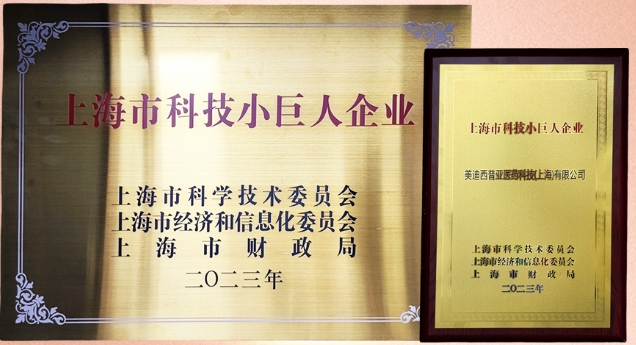 上海市科技小巨人企业
上海市科学技术委员会
上海市经济和信息化委员会
上海市财政局
二〇二三年
上海市科技小巨人企业
美迪西普亚医药科技(上海)有限公司
上海市科学技术委员会
上海市经济和信息化委员会
上海市财政局
二〇二三年